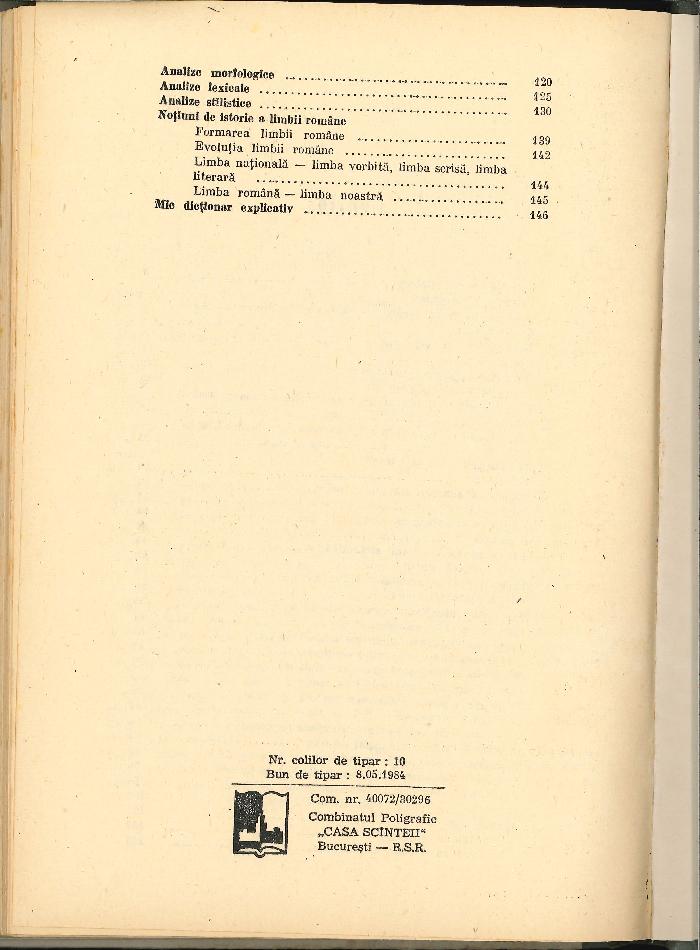 Analize morfologice ........ 120
Analize lexicale ........ 125
Analize stilistice ........ 130
Noțiuni de istorie a limbii române
Formarea limbii române ........ 139
Evoluția limbii române ........ 142
Limba națională — limba vorbită, limba scrisă, limba
literară ........ 144
Limba română — limba noastră ........ 145
Mic dicționar explicativ ........ 146
Nr. colilor de tipar : 10
Bun de tipar : 8.05.1984
Com. nr. 40072/30296
Combinatul Poligrafic
„CASA SCÎNTEII“
București — R.S.R.